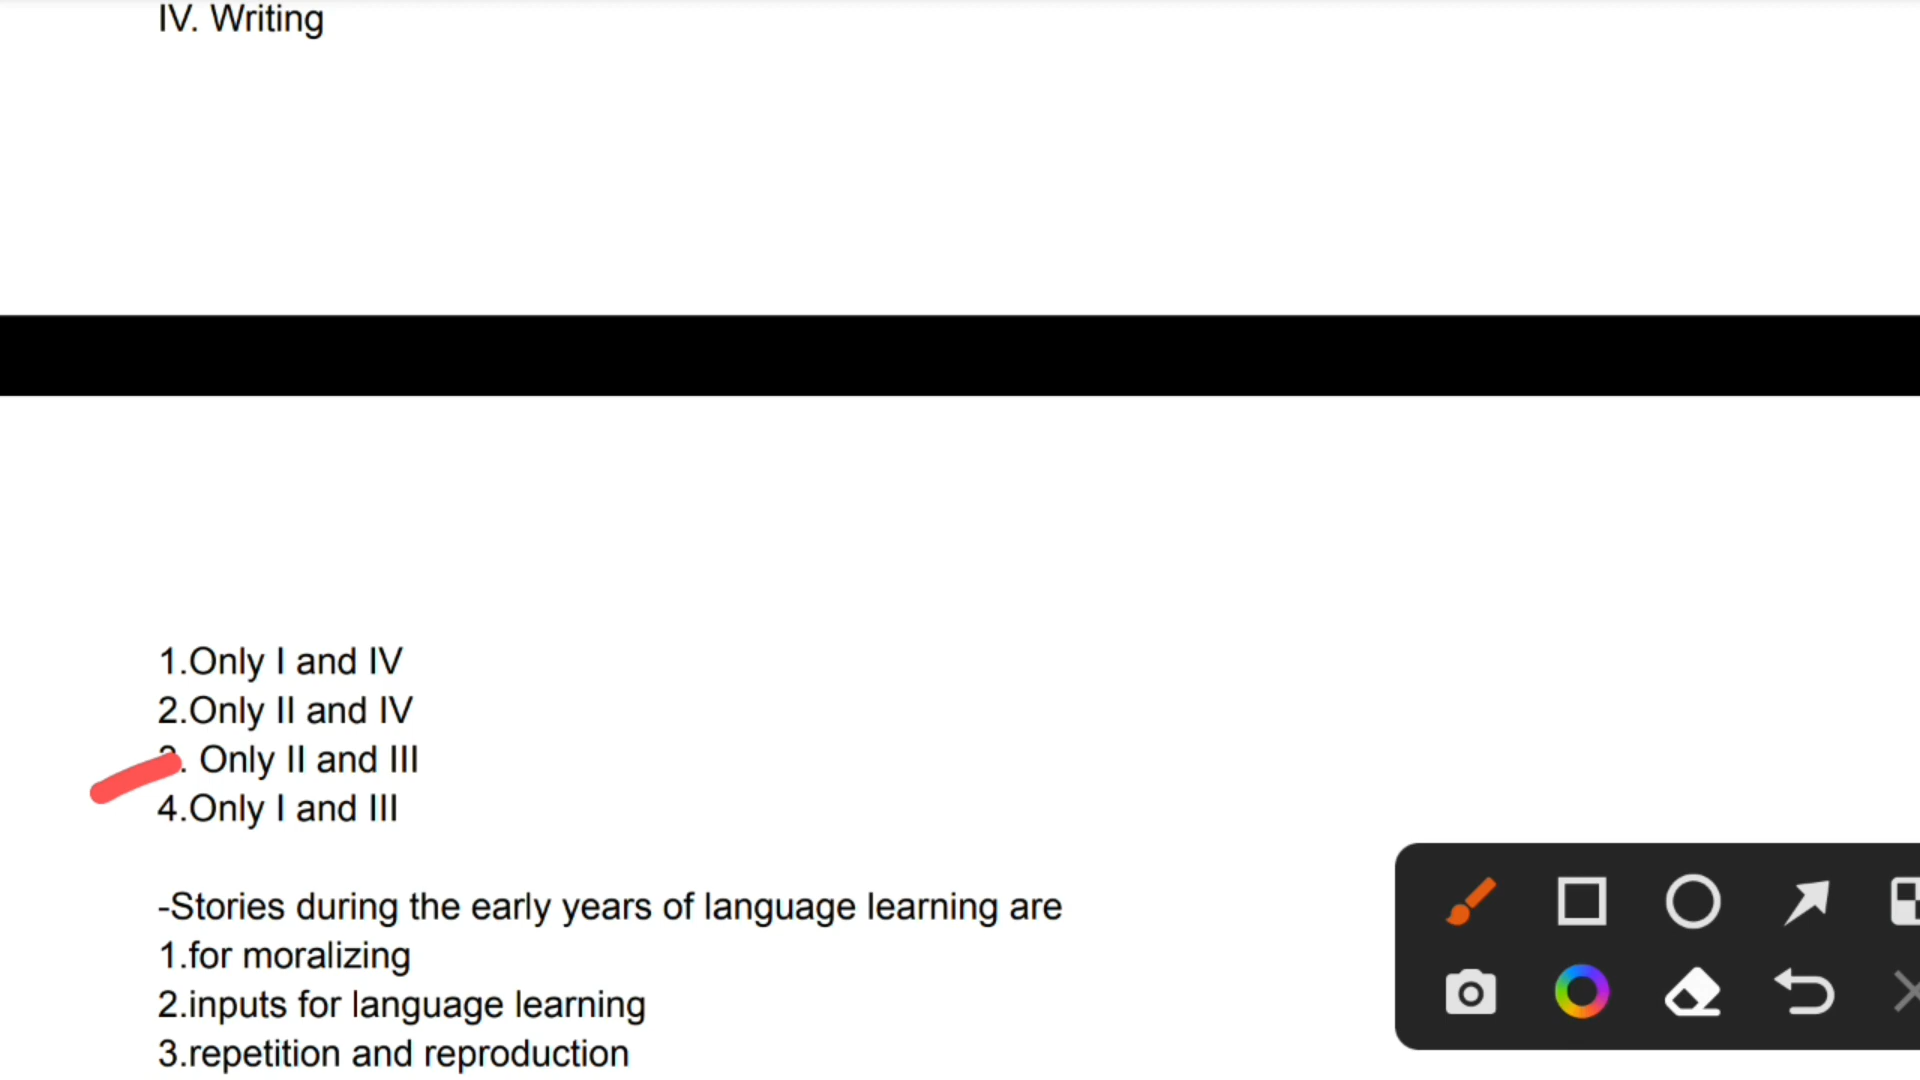 IV. Writing
1.Only I and IV
2.Only II and IV
3. Only II and III
4.Only I and III
-Stories during the early years of language learning are
1.for moralizing
2.inputs for language learning
3.repetition and reproduction